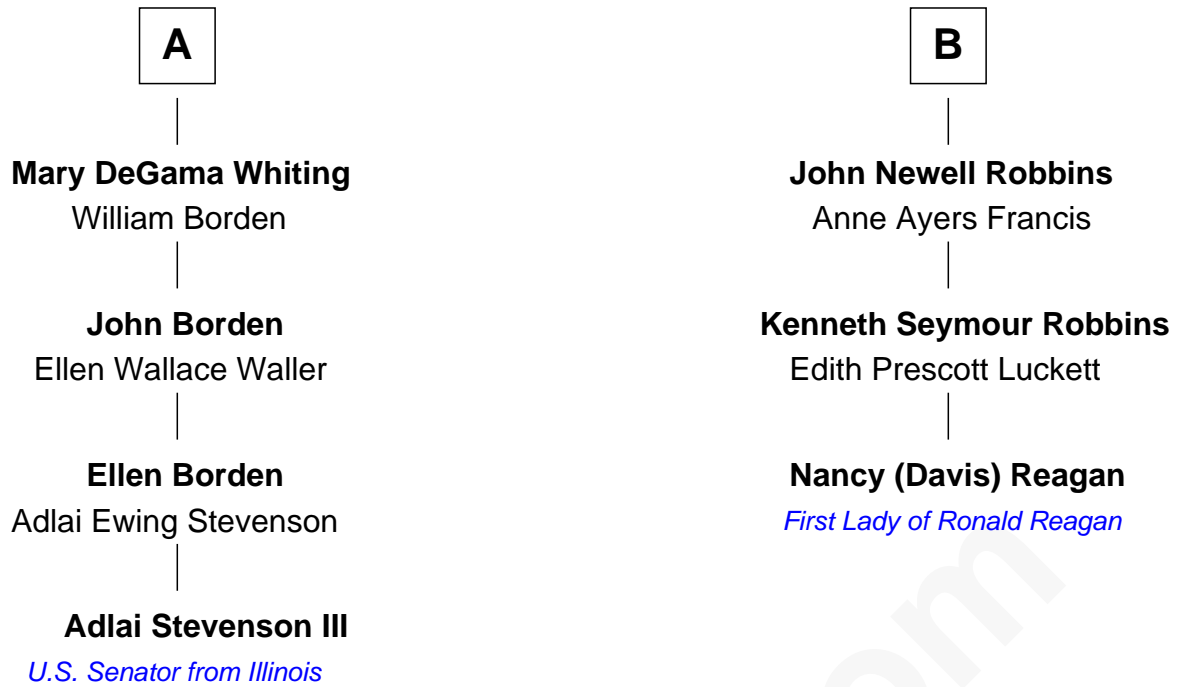 A
Mary DeGama Whiting
William Borden
John Borden
Ellen Wallace Waller
Ellen Borden
Adlai Ewing Stevenson
Adlai Stevenson III
U.S. Senator from Illinois
B
John Newell Robbins
Anne Ayers Francis
Kenneth Seymour Robbins
Edith Prescott Luckett
Nancy (Davis) Reagan
First Lady of Ronald Reagan
om